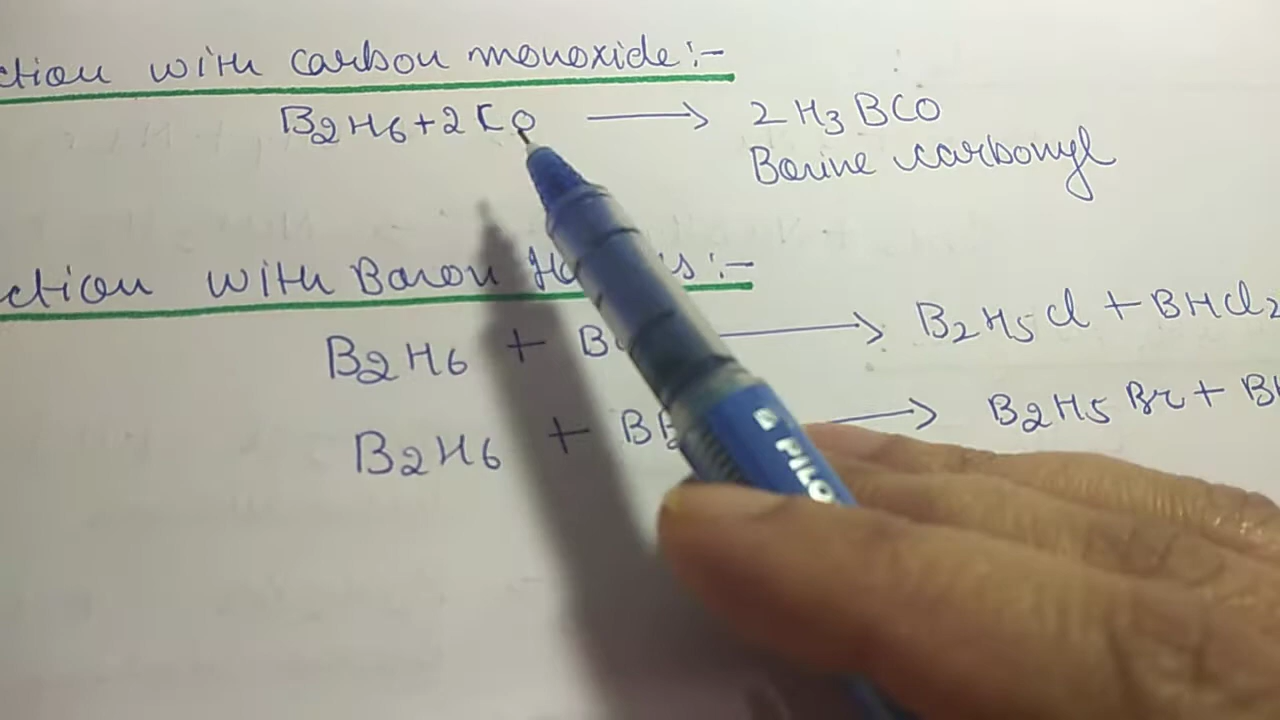 ction with carbon monoxide:-
B2H6+2CO ⟶ 2H3BCO
Borine carbonyl
ction with Boron :-
B2H6 + ⟶ B2H5Cl + BHCl2
B2H6 + ⟶ B2H5Br +
PILO